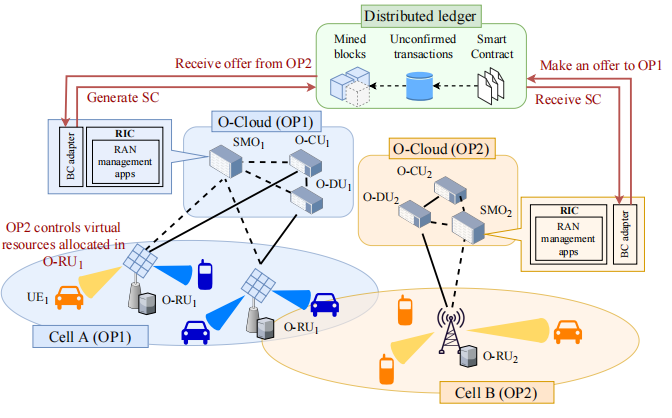 Distributed ledger
Mined
blocks
Unconfirmed
transactions
Smart
Contract
Receive offer from OP2
Generate SC
Make an offer to OP1
Receive SC
BC adapter
RIC
RAN
management
apps
O-Cloud (OP1)
SMO1
O-CU1
O-DU1
O-Cloud (OP2)
O-CU2
O-DU2
SMO2
RIC
RAN
management
apps
BC adapter
OP2 controls virtual
resources allocated in
O-RU1
UE1
O-RU1
O-RU1
Cell A (OP1)
O-RU2
Cell B (OP2)